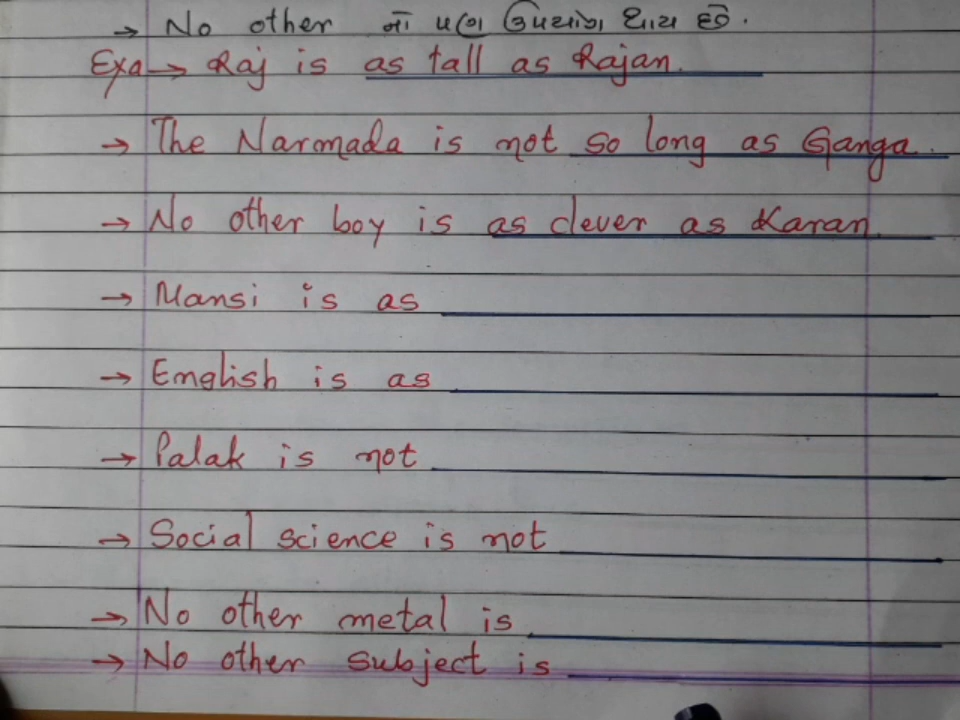 → No other નો પણ ઉપયોગ થાય છે.
Exa → Raj is as tall as Rajan.
→ The Narmada is not so long as Ganga.
→ No other boy is as clever as Karan.
→ Mansi is as
→ English is as
→ Palak is not
→ Social science is not
→ No other metal is
→ No other subject is